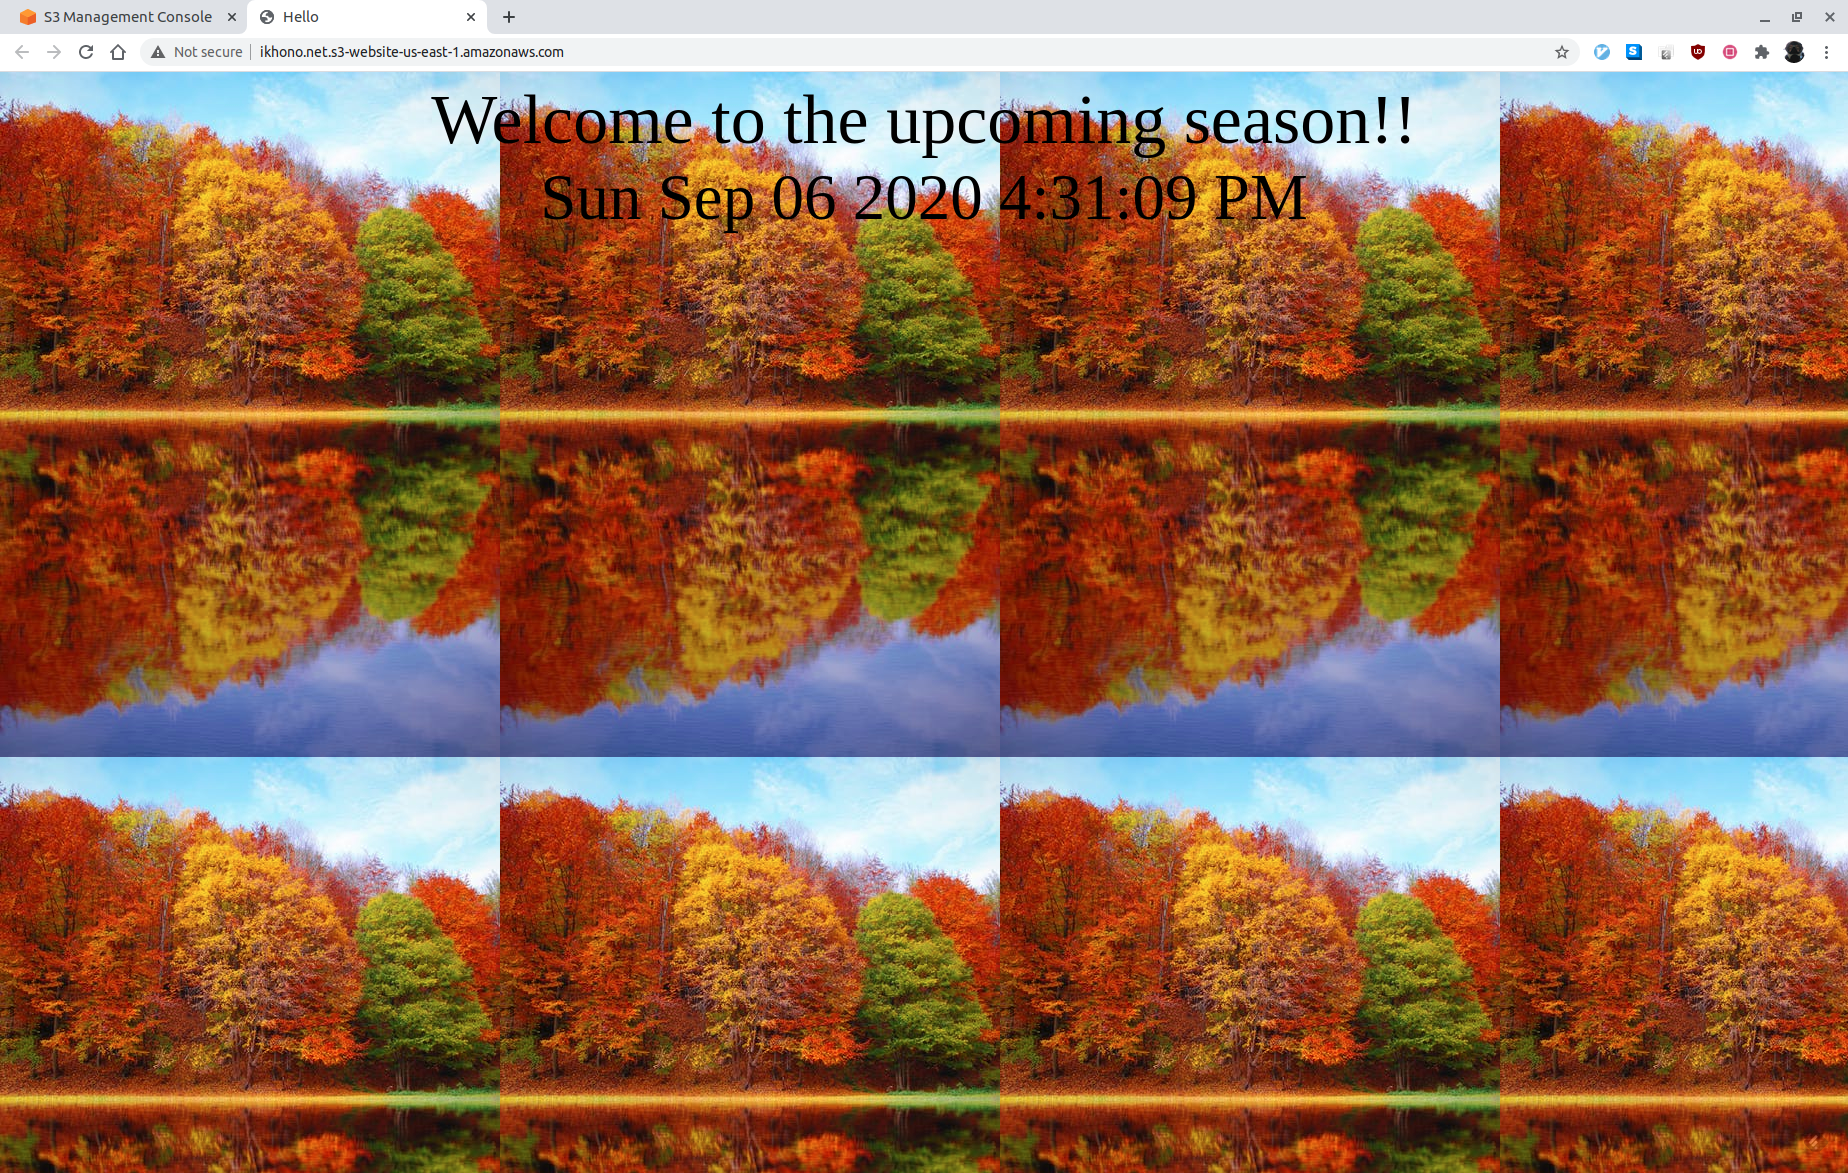 S3 Management Console
Hello
Not secure
ikhono.net.s3-website-us-east-1.amazonaws.com
Welcome to the upcoming season!!
Sun Sep 06 2020 4:31:09 PM